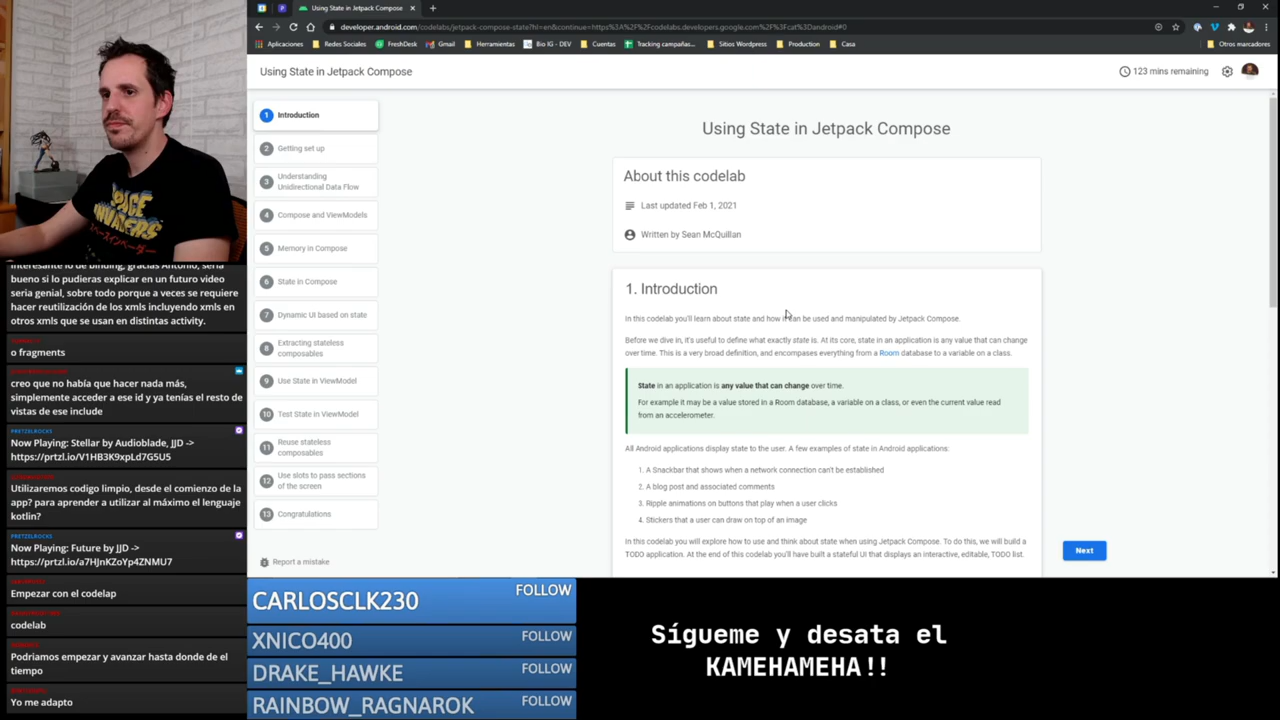 Using State in Jetpack Compose
developer.android.com/codelabs/jetpack-compose-state?hl=en&continue=https%3A%2F%2Fcodelabs.developers.google.com%2F%3Fcat%3Dandroid#0
Aplicaciones
Redes Sociales
FreshDesk
Gmail
Herramientas
Bio IG - DEV
Cuentas
Tracking campañas...
Sitios Wordpress
Production
Casa
Otros marcadores
Using State in Jetpack Compose
123 mins remaining
1 Introduction
2 Getting set up
3 Understanding
Unidirectional Data Flow
4 Compose and ViewModels
5 Memory in Compose
6 State in Compose
7 Dynamic UI based on state
8 Extracting stateless
composables
9 Use State in ViewModel
10 Test State in ViewModel
11 Reuse stateless
composables
12 Use slots to pass sections
of the screen
13 Congratulations
Report a mistake
Using State in Jetpack Compose
About this codelab
Last updated Feb 1, 2021
Written by Sean McQuillan
1. Introduction
In this codelab you'll learn about state and how it can be used and manipulated by Jetpack Compose.
Before we dive in, it's useful to define what exactly state is. At its core, state in an application is any value that can change
over time. This is a very broad definition, and encompasses everything from a Room database to a variable on a class.
State in an application is any value that can change over time.
For example it may be a value stored in a Room database, a variable on a class, or even the current value read
from an accelerometer.
All Android applications display state to the user. A few examples of state in Android applications:
1. A Snackbar that shows when a network connection can't be established
2. A blog post and associated comments
3. Ripple animations on buttons that play when a user clicks
4. Stickers that a user can draw on top of an image
In this codelab you will explore how to use and think about state when using Jetpack Compose. To do this, we will build a
TODO application. At the end of this codelab you'll have built a stateful UI that displays an interactive, editable, TODO list.
Next
SPACE
INVADERS
interesante lo de binding, gracias Antonio, seria
bueno si lo pudieras explicar en un futuro video
seria genial, sobre todo porque a veces se requiere
hacer reutilización de los xmls incluyendo xmls en
otros xmls que se usan en distintas activity.
o fragments
creo que no había que hacer nada más,
simplemente acceder a ese id y ya tenías el resto de
vistas de ese include
PRETZELROCKS
Now Playing: Stellar by Audioblade, JJD ->
https://prtzl.io/V1HB3K9xpLd7G5U5
Utilizaremos codigo limpio, desde el comienzo de la
app? para aprender a utilizar al máximo el lenguaje
kotlin?
PRETZELROCKS
Now Playing: Future by JJD ->
https://prtzl.io/a7HJnKZoYp4ZNMU7
Empezar con el codelap
codelab
Podriamos empezar y avanzar hasta donde de el
tiempo
Yo me adapto
CARLOSCLK230 FOLLOW
XNICO400 FOLLOW
DRAKE_HAWKE FOLLOW
RAINBOW_RAGNAROK FOLLOW
Sígueme y desata el
KAMEHAMEHA!!